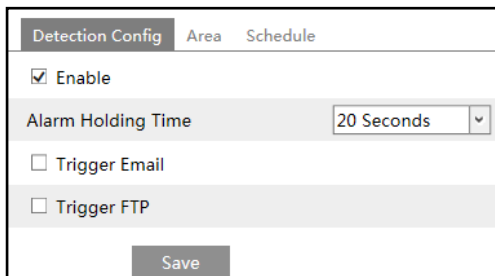 Detection Config Area Schedule
Enable
Alarm Holding Time 20 Seconds
Trigger Email
Trigger FTP
Save